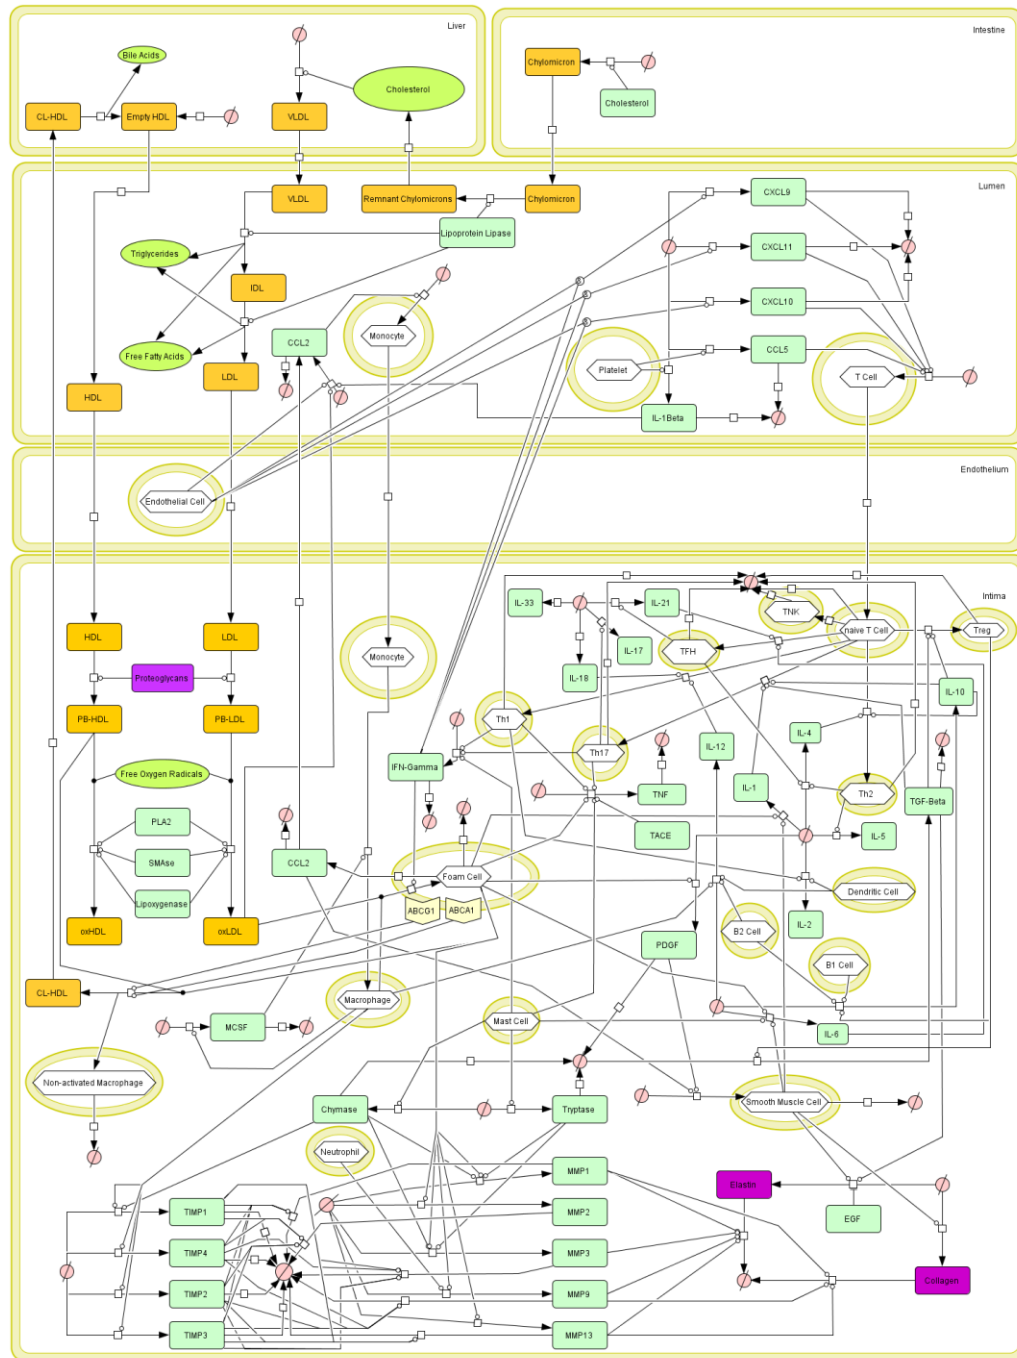 Liver
Intestine
Bile Acids
Chylomicron
Cholesterol
Cholesterol
CL-HDL
Empty HDL
VLDL
Lumen
VLDL
Remnant Chylomicrons
Chylomicron
CXCL9
Lipoprotein Lipase
CXCL11
Triglycerides
IDL
CXCL10
Monocyte
CCL2
CCL5
Free Fatty Acids
Platelet
T Cell
LDL
HDL
IL-1Beta
Endothelium
Endothelial Cell
Intima
IL-33
IL-21
TNK
HDL
LDL
naive T Cell
Treg
IL-17
TFH
Monocyte
Proteoglycans
IL-18
IL-10
PB-HDL
PB-LDL
Th1
IL-4
IL-12
Th17
IFN-Gamma
Free Oxygen Radicals
IL-1
Th2
TNF
TGF-Beta
PLA2
TACE
IL-5
SMAse
CCL2
Foam Cell
Dendritic Cell
Lipoxygenase
ABCG1
ABCA1
oxHDL
oxLDL
B2 Cell
IL-2
PDGF
B1 Cell
CL-HDL
Macrophage
MCSF
Mast Cell
IL-6
Non-activated Macrophage
Chymase
Tryptase
Smooth Muscle Cell
Neutrophil
MMP1
Elastin
TIMP1
MMP2
EGF
TIMP4
MMP3
Collagen
TIMP2
MMP9
TIMP3
MMP13